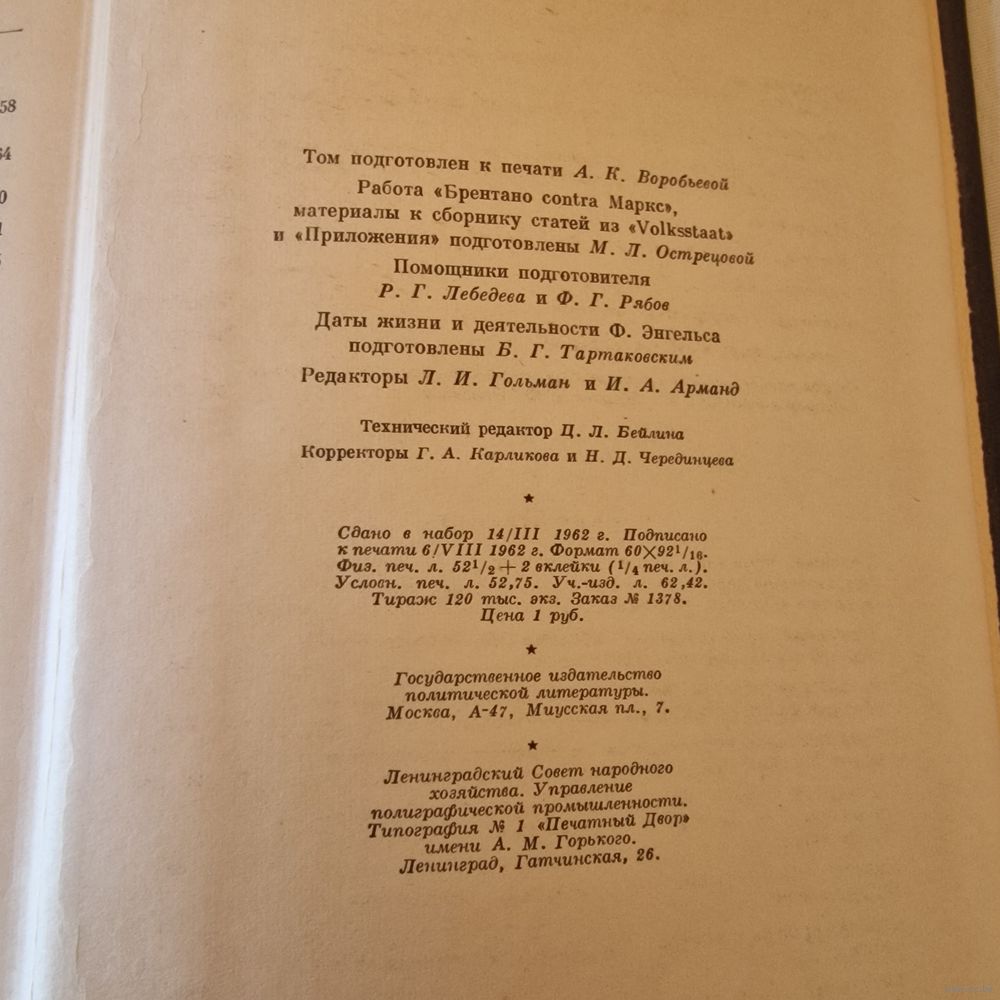 58
64
0
Том подготовлен к печати А. К. Воробьевой
Работа «Брентано contra Маркс»,
материалы к сборнику статей из «Volksstaat»
и «Приложения» подготовлены М. Л. Острецовой
Помощники подготовителя
Р. Г. Лебедева и Ф. Г. Рябов
Даты жизни и деятельности Ф. Энгельса
подготовлены Б. Г. Тартаковским
Редакторы Л. И. Гольман и И. А. Арманд
Технический редактор Ц. Л. Бейлина
Корректоры Г. А. Карликова и Н. Д. Черединцева
★
Сдано в набор 14/III 1962 г. Подписано
к печати 6/VIII 1962 г. Формат 60×92¹/₁₆.
Физ. печ. л. 52¹/₂ + 2 вклейки (¹/₄ печ. л.).
Условн. печ. л. 52,75. Уч.-изд. л. 62,42.
Тираж 120 тыс. экз. Заказ № 1378.
Цена 1 руб.
★
Государственное издательство
политической литературы.
Москва, А-47, Миусская пл., 7.
★
Ленинградский Совет народного
хозяйства. Управление
полиграфической промышленности.
Типография № 1 «Печатный Двор»
имени А. М. Горького.
Ленинград, Гатчинская, 26.